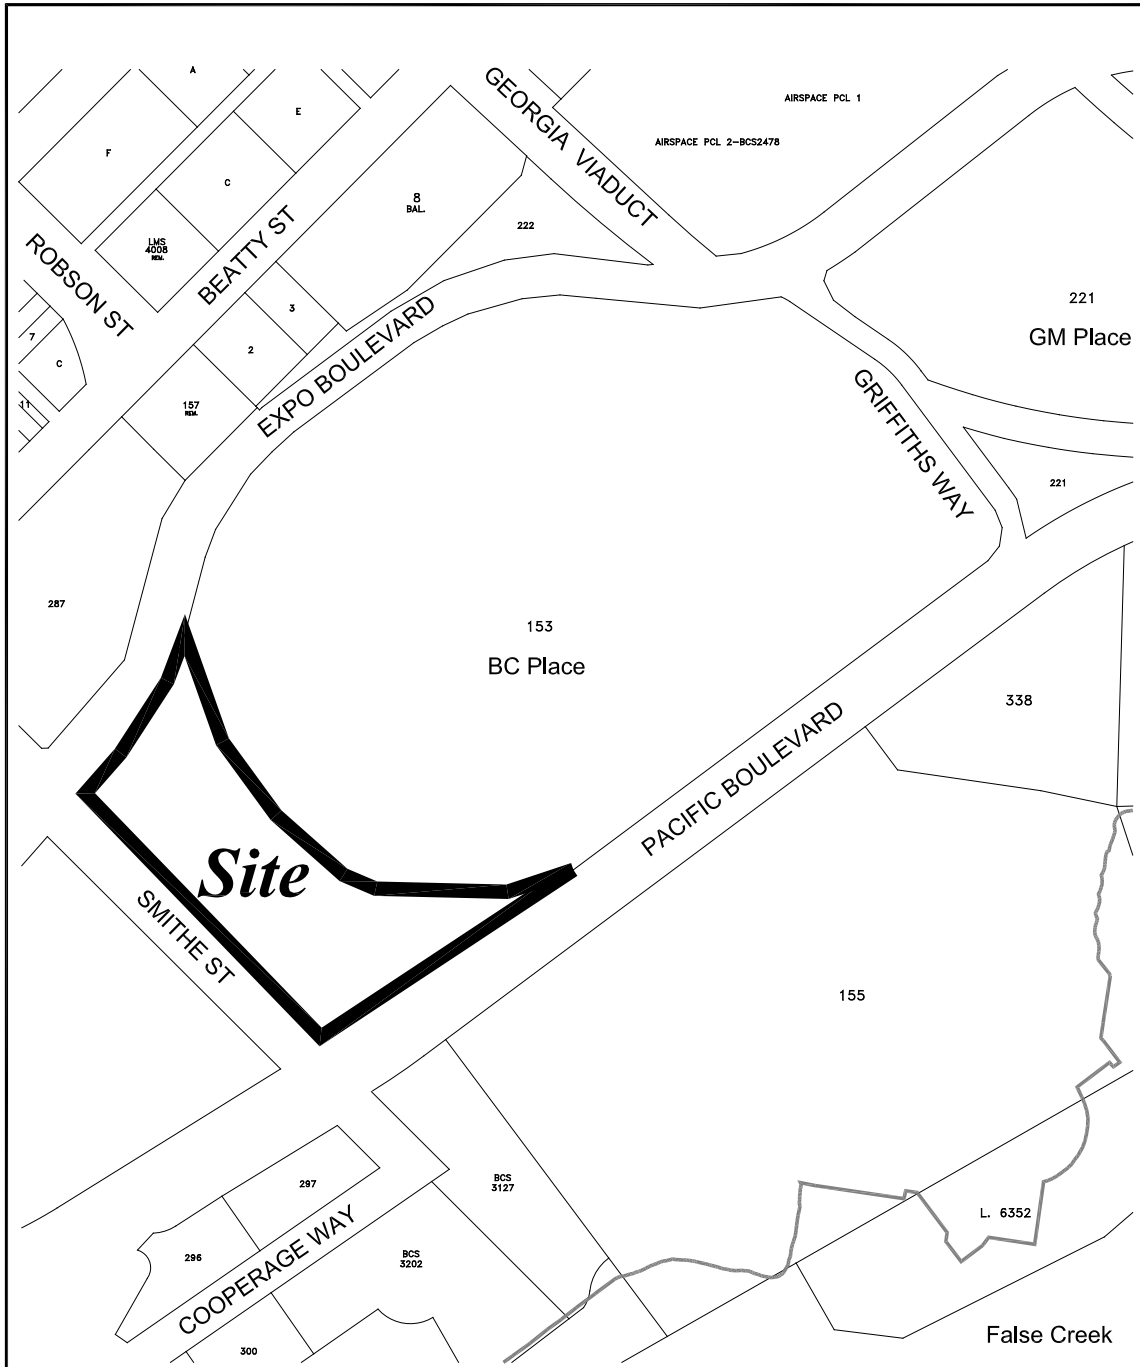 A
GEORGIA VIADUCT
AIRSPACE PCL 1
E
AIRSPACE PCL 2-BCS2478
F
C
8
BAL.
222
LMS
4008
REM.
BEATTY ST
ROBSON ST
3
221
GM Place
7
2
C
EXPO BOULEVARD
157
REM.
11
GRIFFITHS WAY
221
287
153
BC Place
338
PACIFIC BOULEVARD
Site
SMITHE ST
155
BCS
3127
297
L. 6352
296
COOPERAGE WAY
BCS
3202
False Creek
300